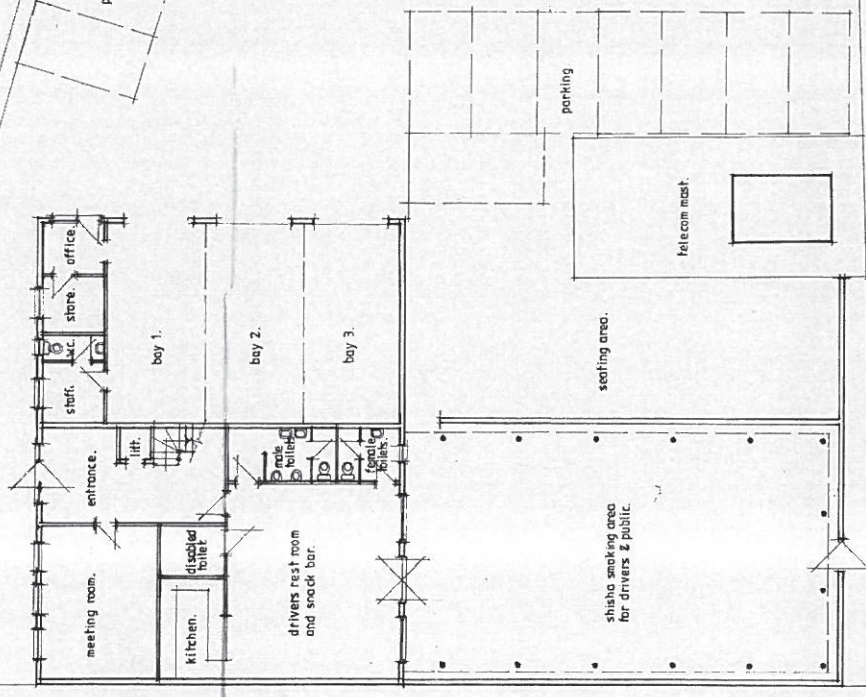 meeting room.
entrance.
staff.
w.c.
store.
office.
lift.
kitchen.
disabled
toilet.
bay 1.
bay 2.
bay 3.
male
toilets.
female
toilets.
drivers rest room
and snack bar.
shisha smoking area
for drivers & public.
seating area.
telecom mast.
parking
p